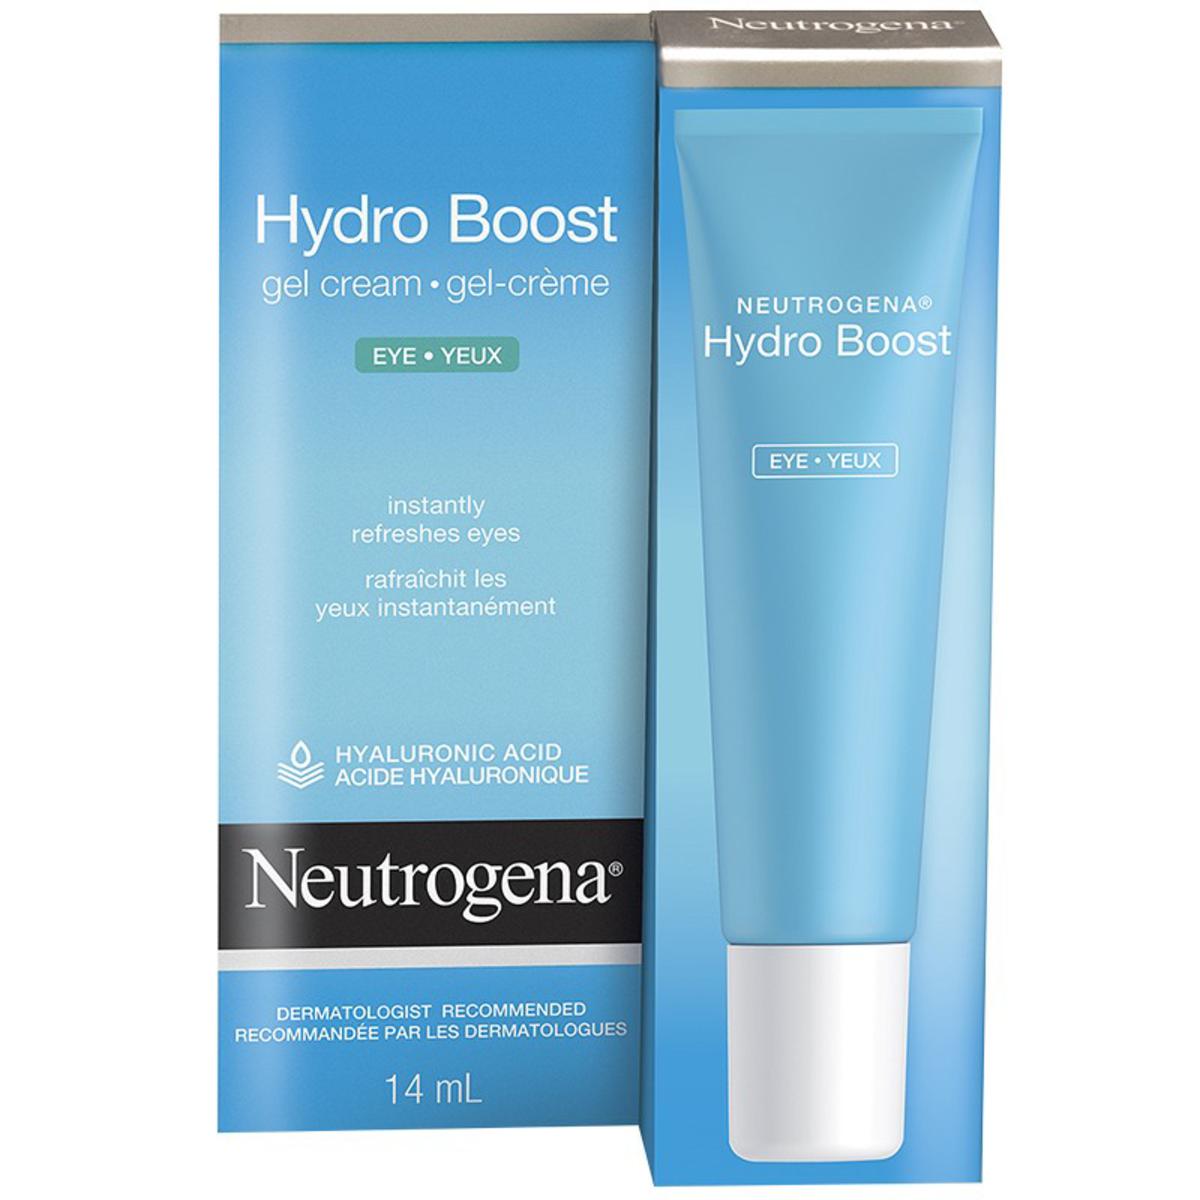 Hydro Boost
gel cream • gel-crème
EYE • YEUX
instantly
refreshes eyes
rafraîchit les
yeux instantanément
HYALURONIC ACID
ACIDE HYALURONIQUE
Neutrogena®
DERMATOLOGIST RECOMMENDED
RECOMMANDÉE PAR LES DERMATOLOGUES
14 mL
Neutrogena®
NEUTROGENA®
Hydro Boost
EYE • YEUX